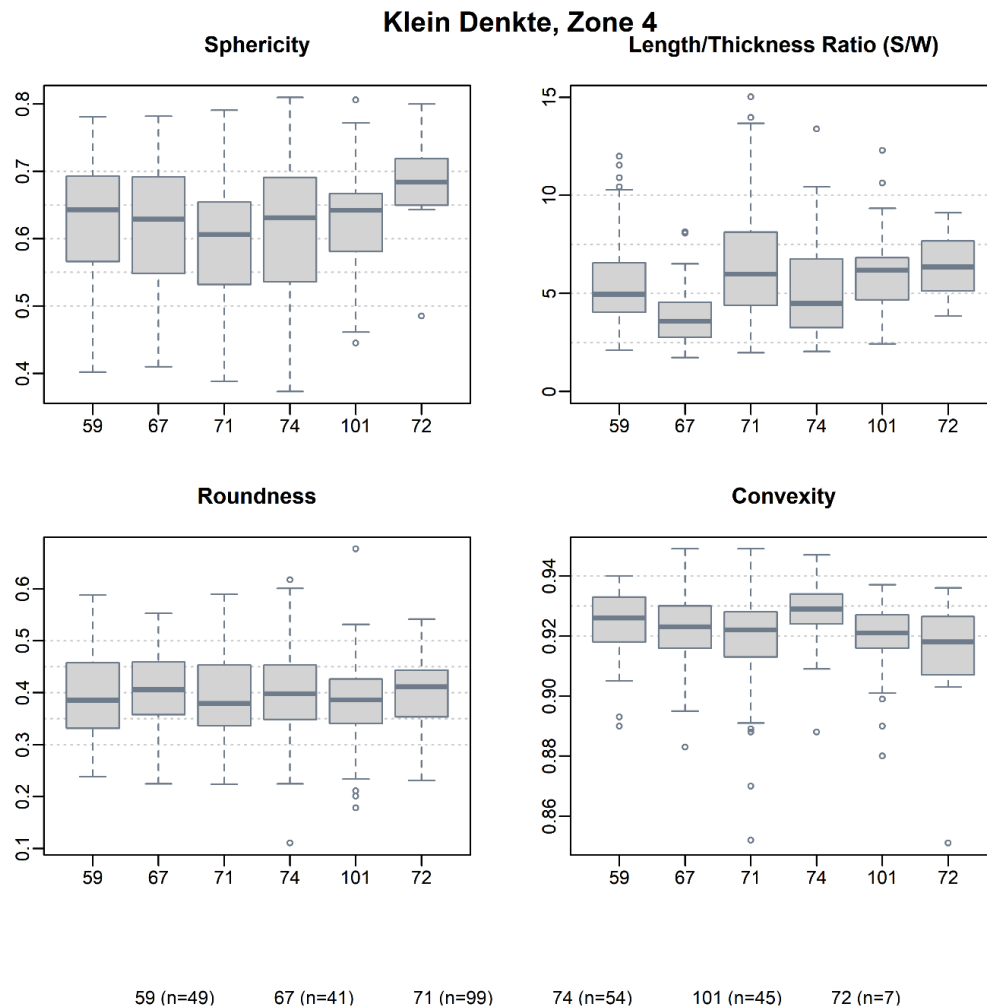 Klein Denkte, Zone 4
Sphericity
0.4 0.5 0.6 0.7 0.8
59 67 71 74 101 72
Length/Thickness Ratio (S/W)
0 5 10 15
59 67 71 74 101 72
Roundness
0.1 0.2 0.3 0.4 0.5 0.6
59 67 71 74 101 72
Convexity
0.86 0.88 0.90 0.92 0.94
59 67 71 74 101 72
59 (n=49) 67 (n=41) 71 (n=99) 74 (n=54) 101 (n=45) 72 (n=7)